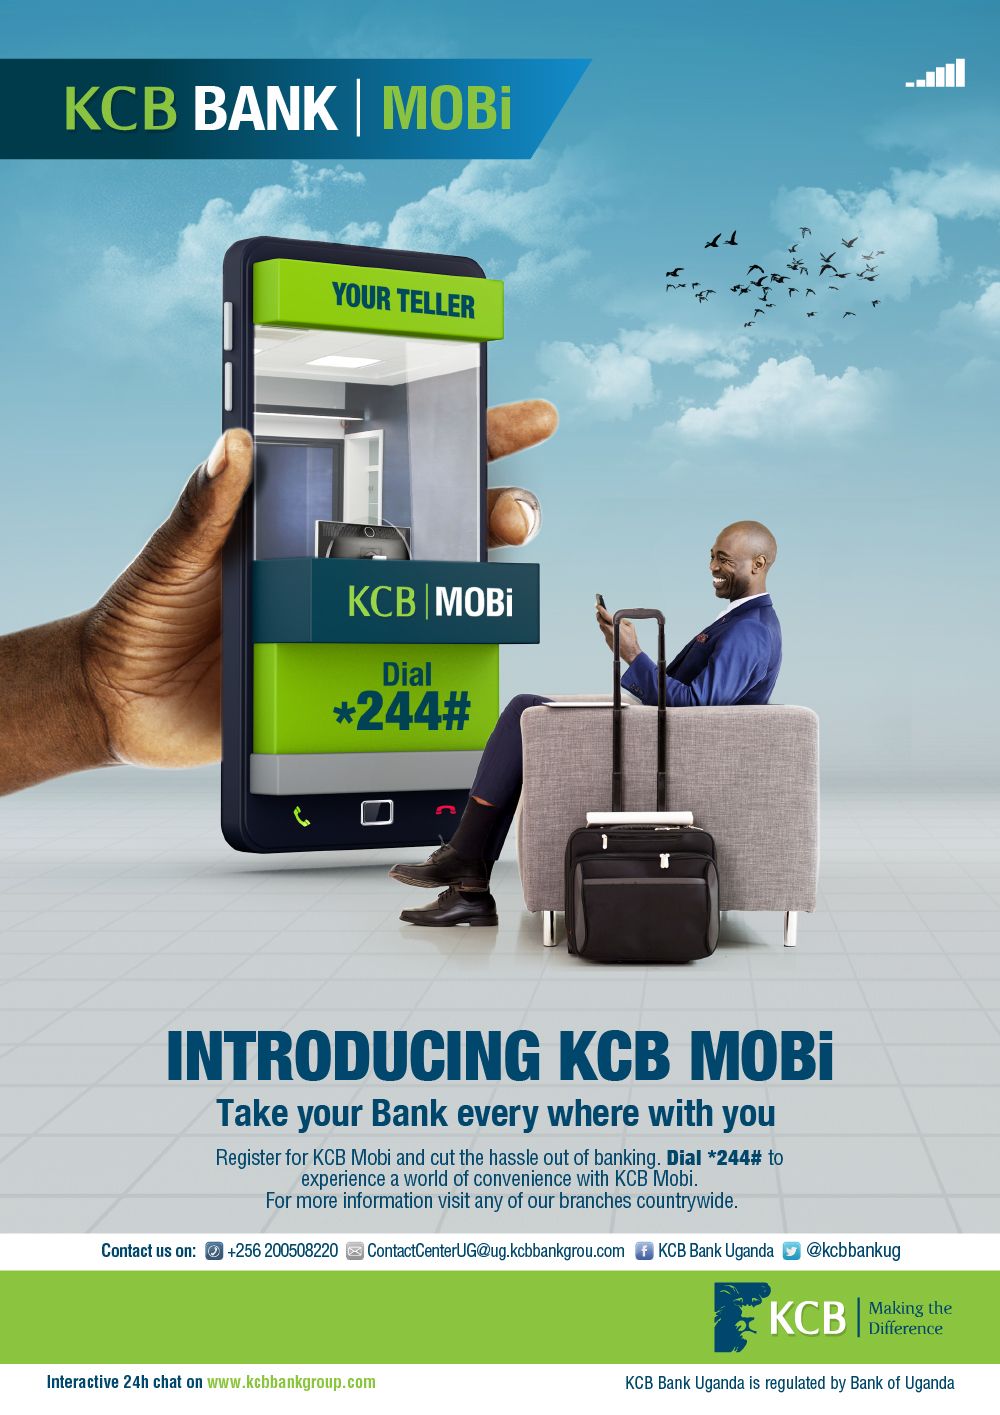 KCB BANK | MOBi
YOUR TELLER
KCB | MOBi
Dial
*244#
INTRODUCING KCB MOBi
Take your Bank every where with you
Register for KCB Mobi and cut the hassle out of banking. Dial *244# to
experience a world of convenience with KCB Mobi.
For more information visit any of our branches countrywide.
Contact us on: +256 200508220 ContactCenterUG@ug.kcbbankgrou.com KCB Bank Uganda @kcbbankug
KCB | Making the
Difference
Interactive 24h chat on www.kcbbankgroup.com
KCB Bank Uganda is regulated by Bank of Uganda